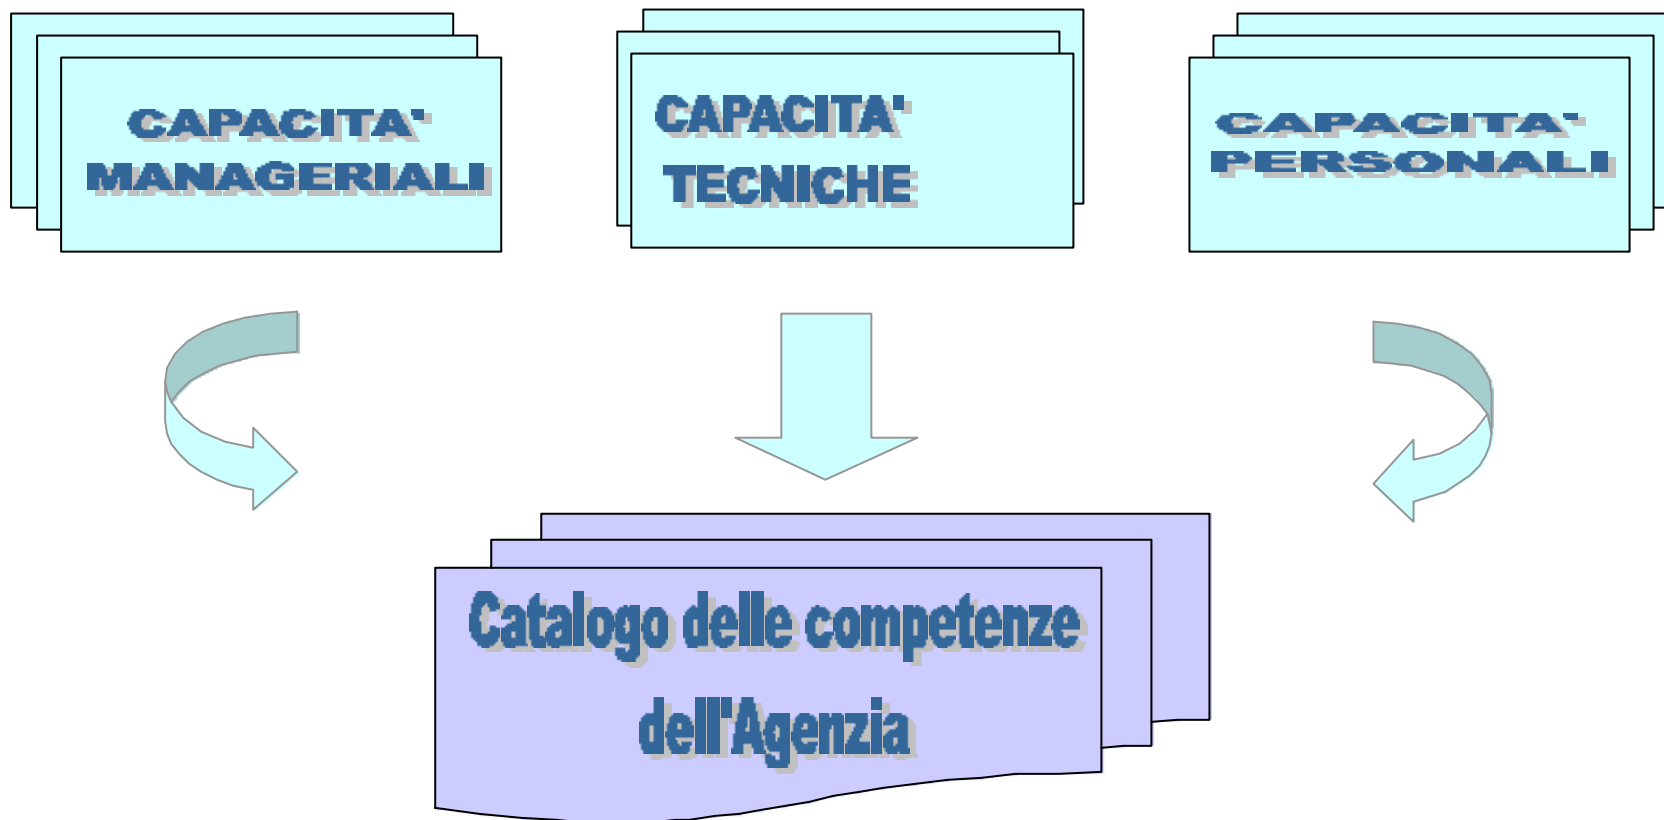 CAPACITA'
MANAGERIALI
CAPACITA'
TECNICHE
CAPACITA'
PERSONALI
Catalogo delle competenze
dell'Agenzia